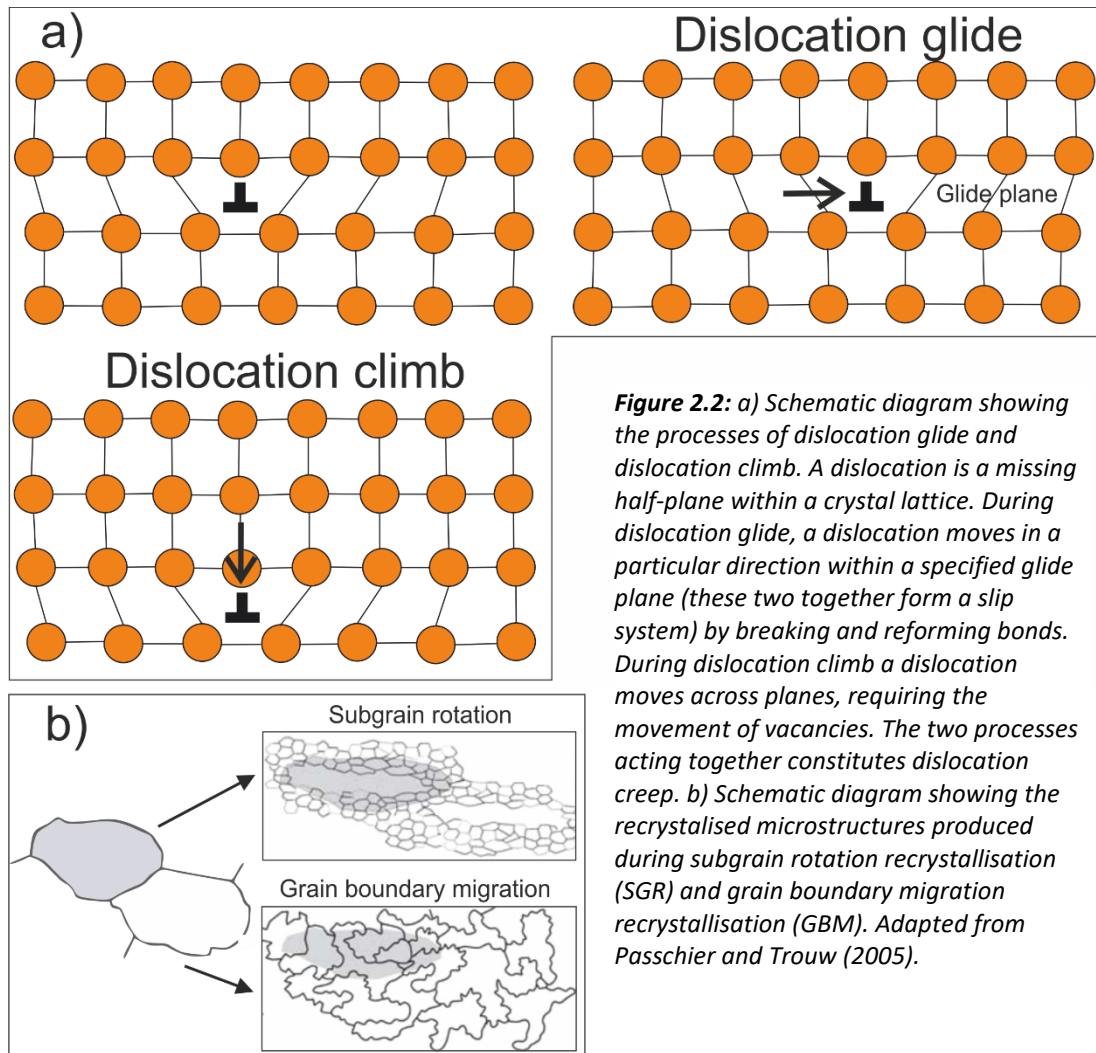 a)
Dislocation glide
Glide plane
Dislocation climb
Figure 2.2: a) Schematic diagram showing
the processes of dislocation glide and
dislocation climb. A dislocation is a missing
half-plane within a crystal lattice. During
dislocation glide, a dislocation moves in a
particular direction within a specified glide
plane (these two together form a slip
system) by breaking and reforming bonds.
During dislocation climb a dislocation
moves across planes, requiring the
movement of vacancies. The two processes
acting together constitutes dislocation
creep. b) Schematic diagram showing the
recrystalised microstructures produced
during subgrain rotation recrystallisation
(SGR) and grain boundary migration
recrystallisation (GBM). Adapted from
Passchier and Trouw (2005).
b)
Subgrain rotation
Grain boundary migration